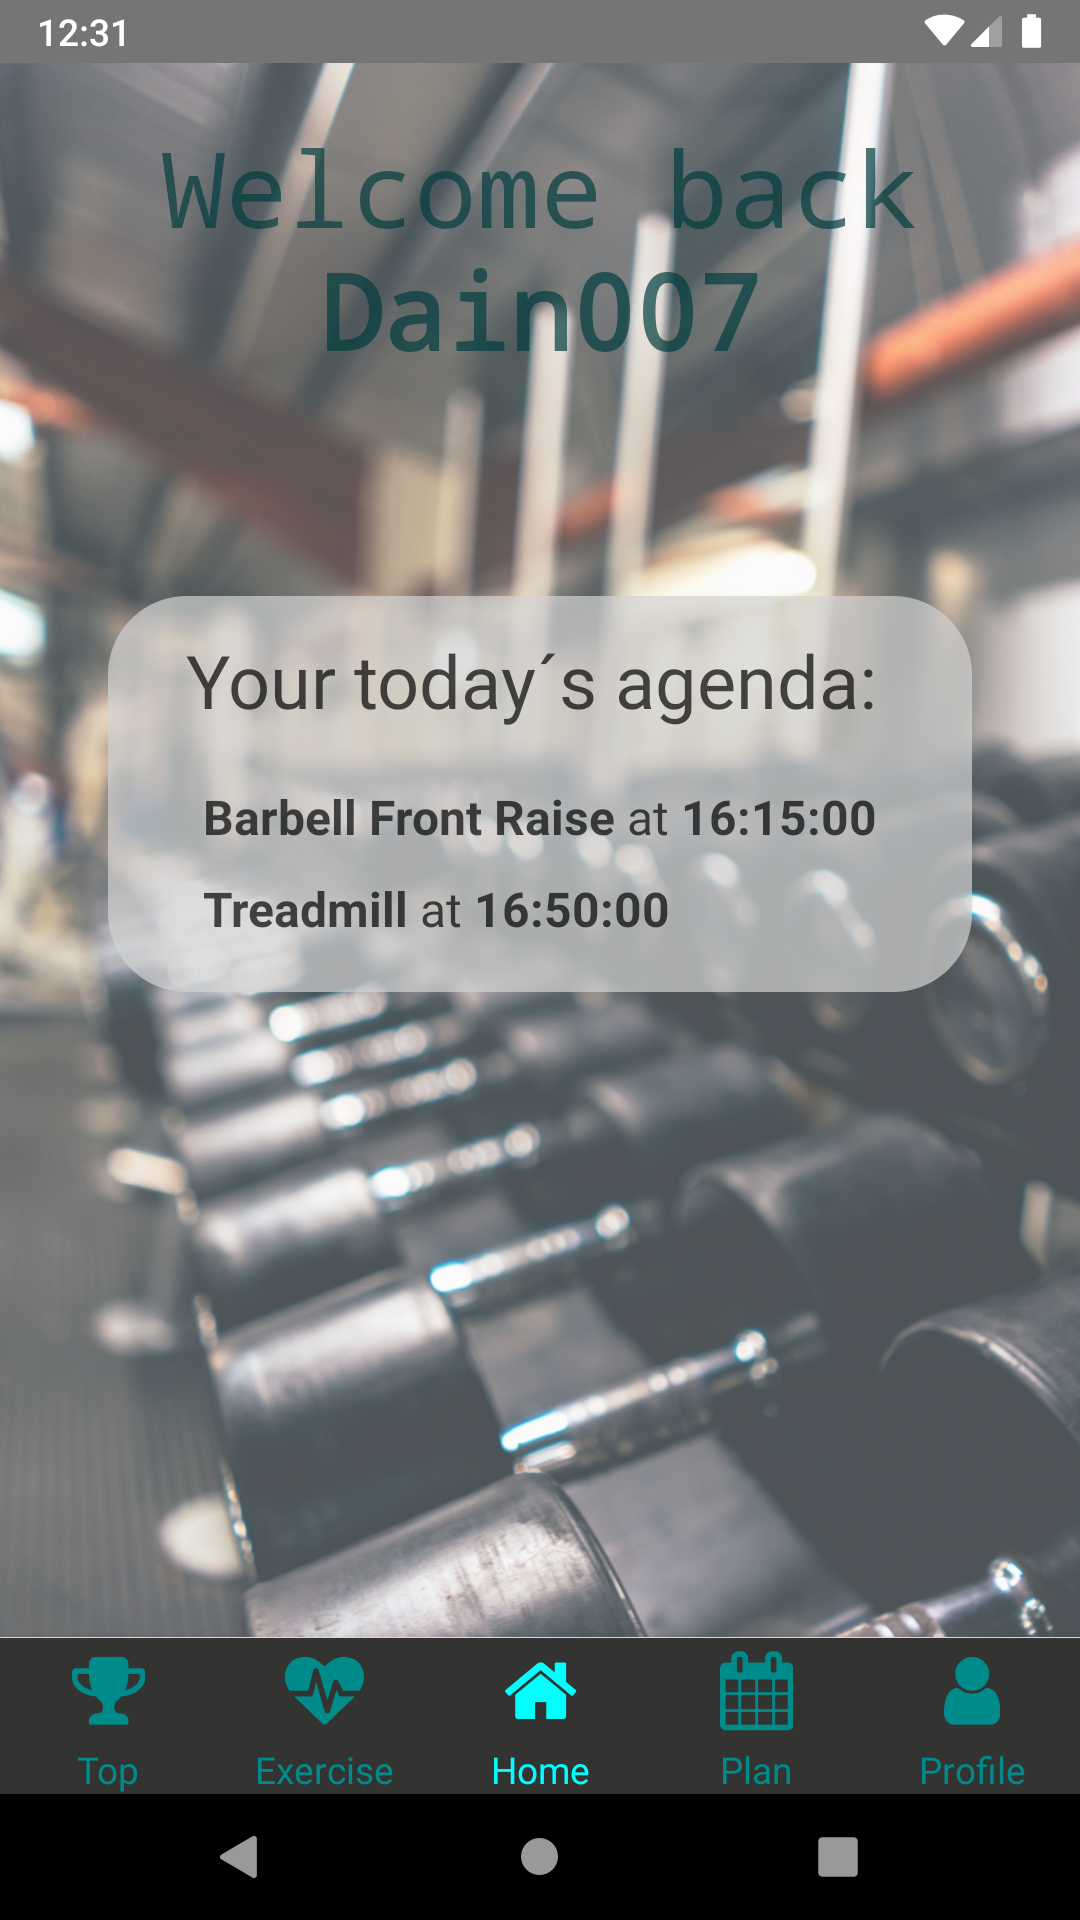 12:31
Welcome back
Dain007
Your today´s agenda:
Barbell Front Raise at 16:15:00
Treadmill at 16:50:00
Top Exercise Home Plan Profile